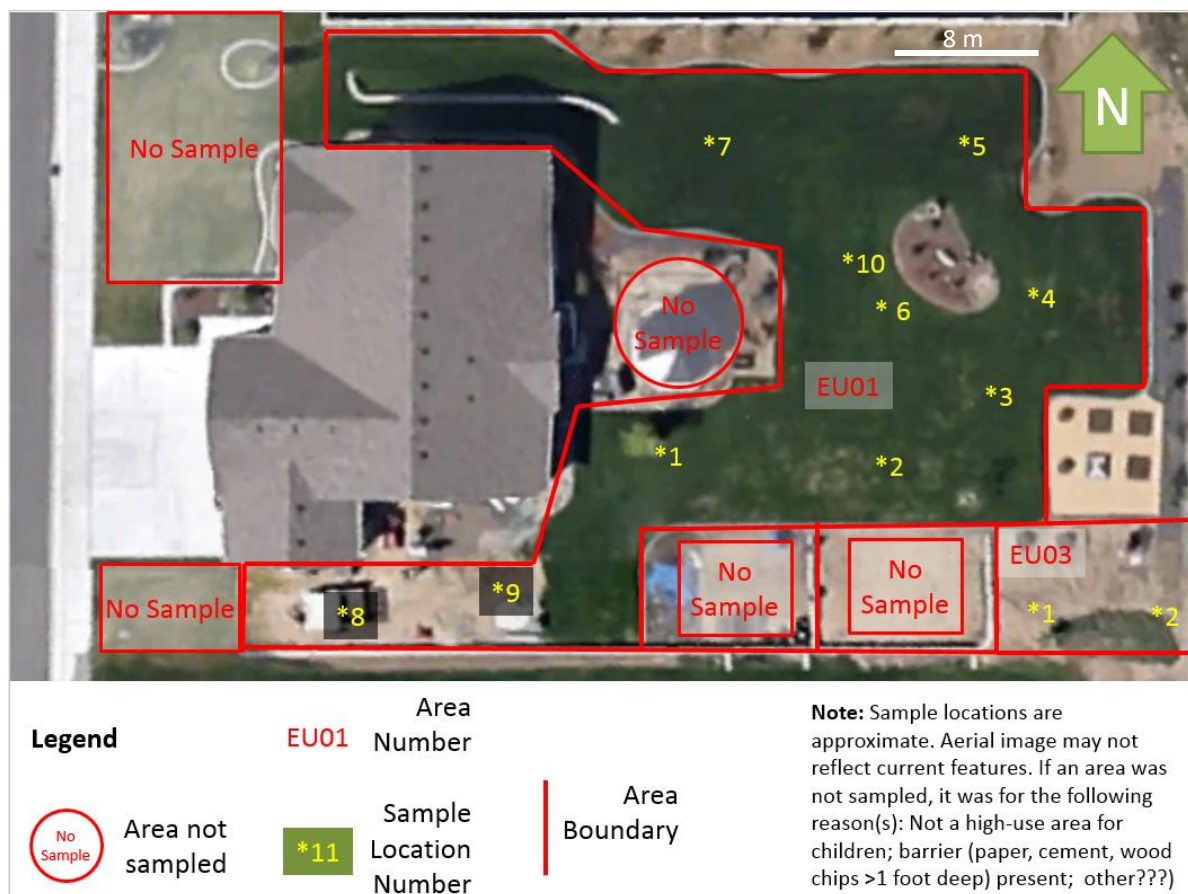 8 m
N
No Sample
*7
*5
*10
*4
* 6
No
Sample
EU01
*3
*1
*2
No
Sample
No
Sample
EU03
*1
*2
No Sample
*8
*9
Legend
EU01
Area
Number
No
Sample
Area not
sampled
*11
Sample
Location
Number
Area
Boundary
Note: Sample locations are
approximate. Aerial image may not
reflect current features. If an area was
not sampled, it was for the following
reason(s): Not a high-use area for
children; barrier (paper, cement, wood
chips >1 foot deep) present;  other???)